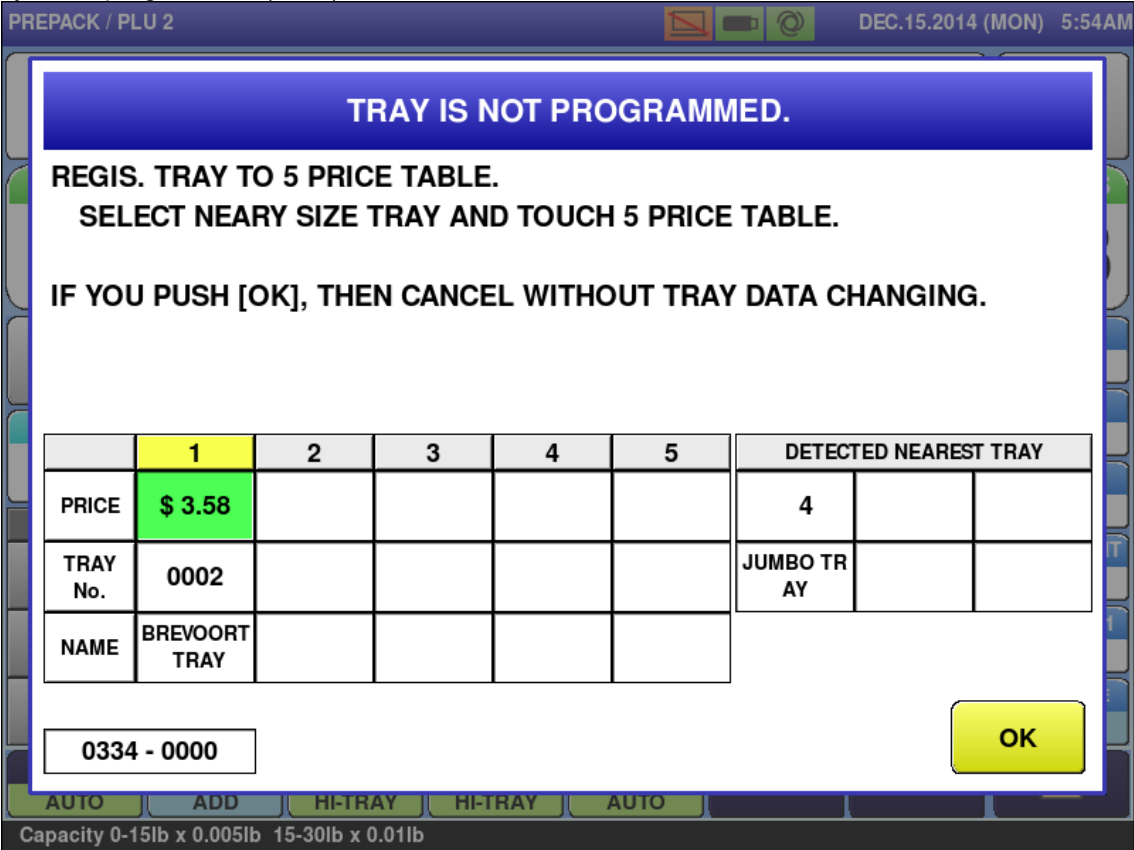 PREPACK / PLU 2 DEC.15.2014 (MON) 5:54AM
TRAY IS NOT PROGRAMMED.
REGIS. TRAY TO 5 PRICE TABLE.
SELECT NEARY SIZE TRAY AND TOUCH 5 PRICE TABLE.
IF YOU PUSH [OK], THEN CANCEL WITHOUT TRAY DATA CHANGING.
1 2 3 4 5 DETECTED NEAREST TRAY
PRICE $ 3.58 4
TRAY
No. 0002 JUMBO TR
AY
NAME BREVOORT
TRAY
OK
0334 - 0000
AUTO ADD HI-TRAY HI-TRAY AUTO
Capacity 0-15lb x 0.005lb 15-30lb x 0.01lb